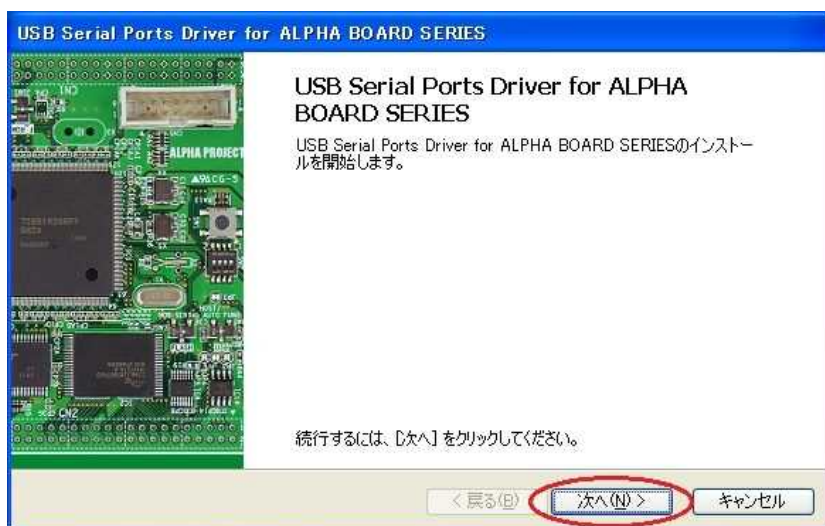 USB Serial Ports Driver for ALPHA BOARD SERIES
CN1
ALPHA PROJECT
CN2
USB Serial Ports Driver for ALPHA
BOARD SERIES
USB Serial Ports Driver for ALPHA BOARD SERIESのインストー
ルを開始します。
続行するには、[次へ] をクリックしてください。
< 戻る(B)
次へ(N) >
キャンセル